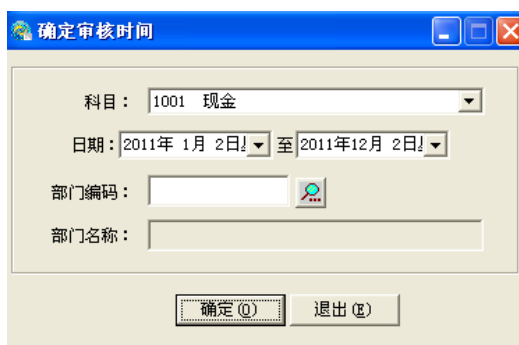 确定审核时间
科目： 1001 现金
日期： 2011年 1月 2日 至 2011年12月 2日
部门编码：
部门名称：
确定(O) 退出(E)